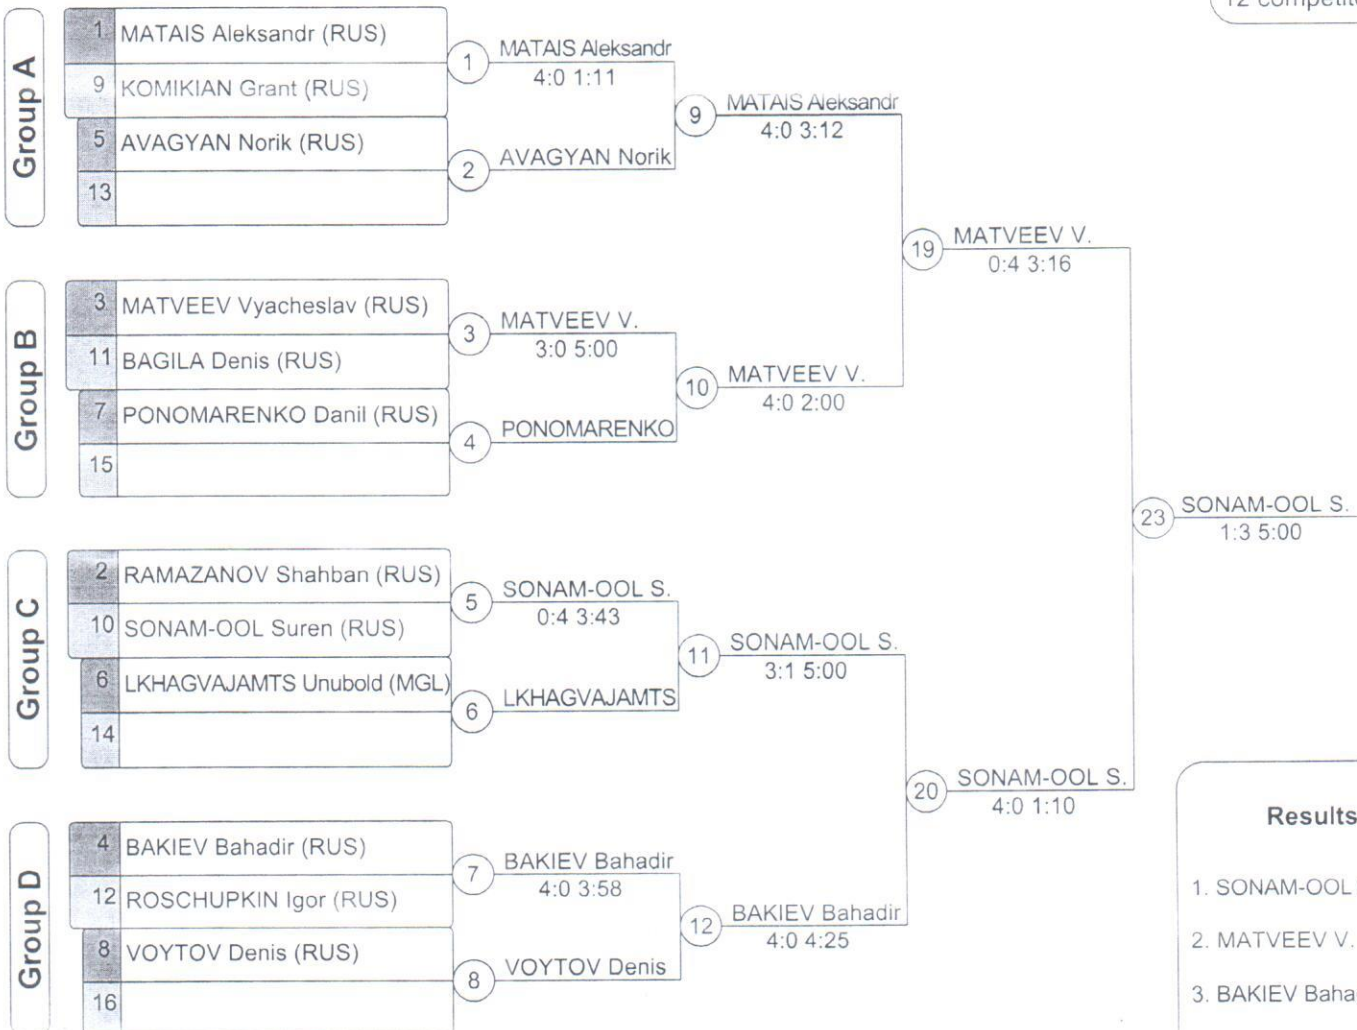 12 competit
Group A
1 MATAIS Aleksandr (RUS)
9 KOMIKIAN Grant (RUS)
5 AVAGYAN Norik (RUS)
13
1 MATAIS Aleksandr
4:0 1:11
2 AVAGYAN Norik
9 MATAIS Aleksandr
4:0 3:12
19 MATVEEV V.
0:4 3:16
Group B
3 MATVEEV Vyacheslav (RUS)
11 BAGILA Denis (RUS)
7 PONOMARENKO Danil (RUS)
15
3 MATVEEV V.
3:0 5:00
4 PONOMARENKO
10 MATVEEV V.
4:0 2:00
23 SONAM-OOL S.
1:3 5:00
Group C
2 RAMAZANOV Shahban (RUS)
10 SONAM-OOL Suren (RUS)
6 LKHAGVAJAMTS Unubold (MGL)
14
5 SONAM-OOL S.
0:4 3:43
6 LKHAGVAJAMTS
11 SONAM-OOL S.
3:1 5:00
20 SONAM-OOL S.
4:0 1:10
Group D
4 BAKIEV Bahadir (RUS)
12 ROSCHUPKIN Igor (RUS)
8 VOYTOV Denis (RUS)
16
7 BAKIEV Bahadir
4:0 3:58
8 VOYTOV Denis
12 BAKIEV Bahadir
4:0 4:25
Results
1. SONAM-OOL
2. MATVEEV V.
3. BAKIEV Baha